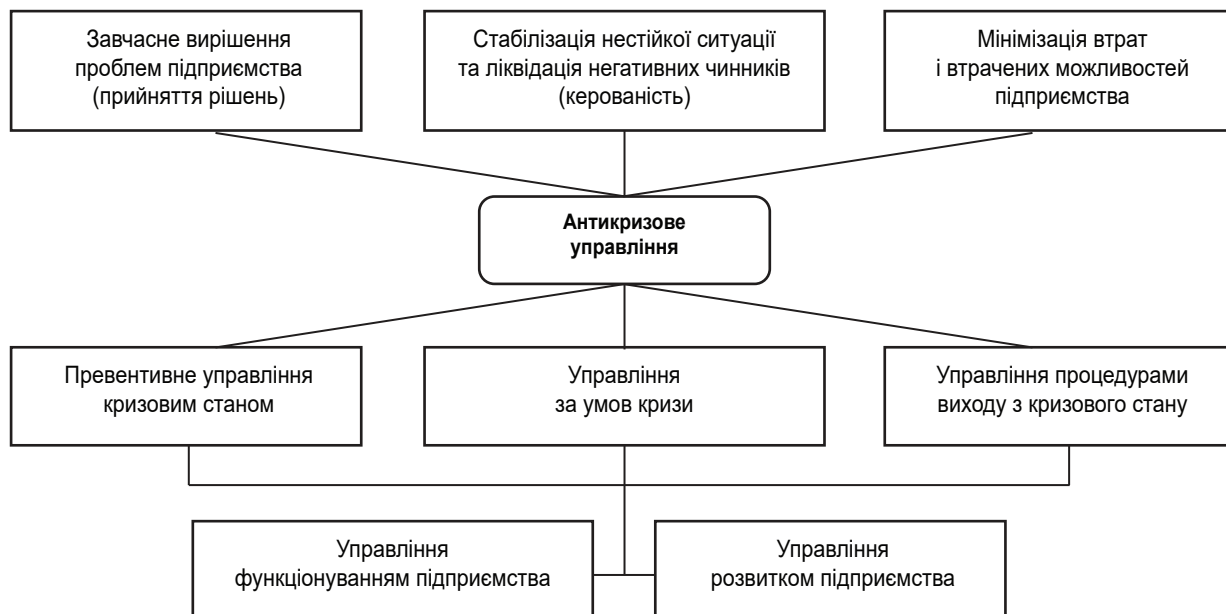 Завчасне вирішення
проблем підприємства
(прийняття рішень)
Стабілізація нестійкої ситуації
та ліквідація негативних чинників
(керованість)
Мінімізація втрат
і втрачених можливостей
підприємства
Антикризове
управління
Превентивне управління
кризовим станом
Управління
за умов кризи
Управління процедурами
виходу з кризового стану
Управління
функціонуванням підприємства
Управління
розвитком підприємства